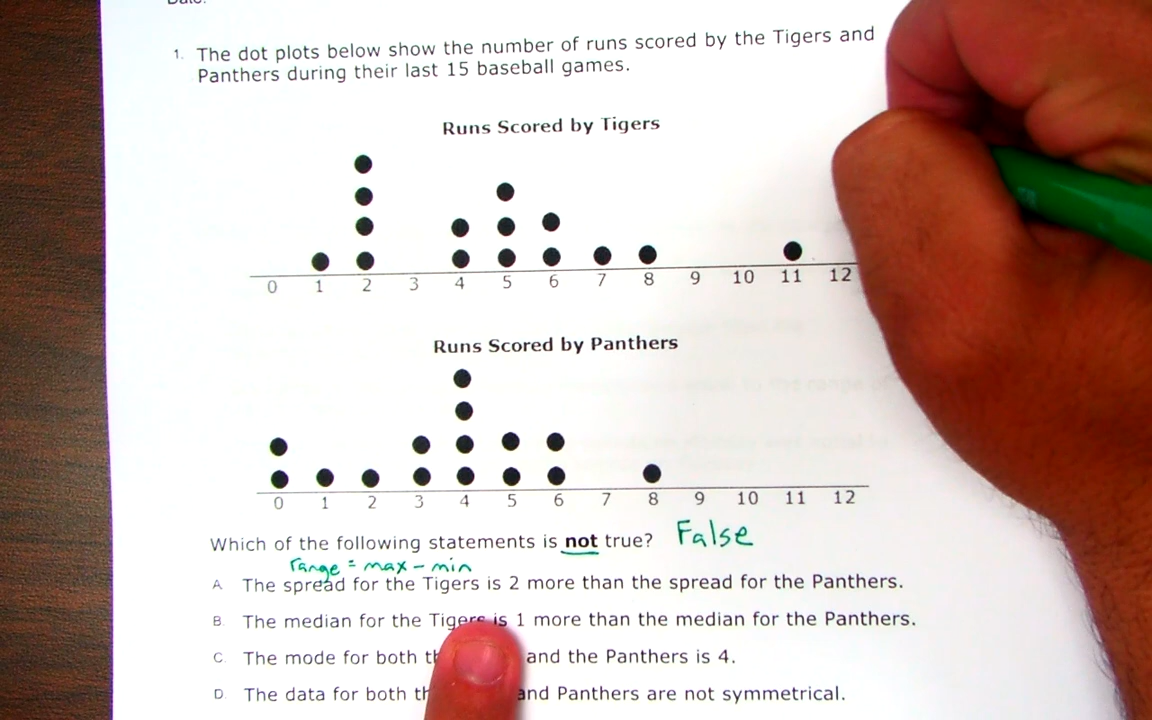 1. The dot plots below show the number of runs scored by the Tigers and
Panthers during their last 15 baseball games.
Runs Scored by Tigers
0 1 2 3 4 5 6 7 8 9 10 11 12
Runs Scored by Panthers
0 1 2 3 4 5 6 7 8 9 10 11 12
Which of the following statements is not true? False
range = max - min
A. The spread for the Tigers is 2 more than the spread for the Panthers.
B. The median for the Tigers is 1 more than the median for the Panthers.
C. The mode for both and the Panthers is 4.
D. The data for both and Panthers are not symmetrical.